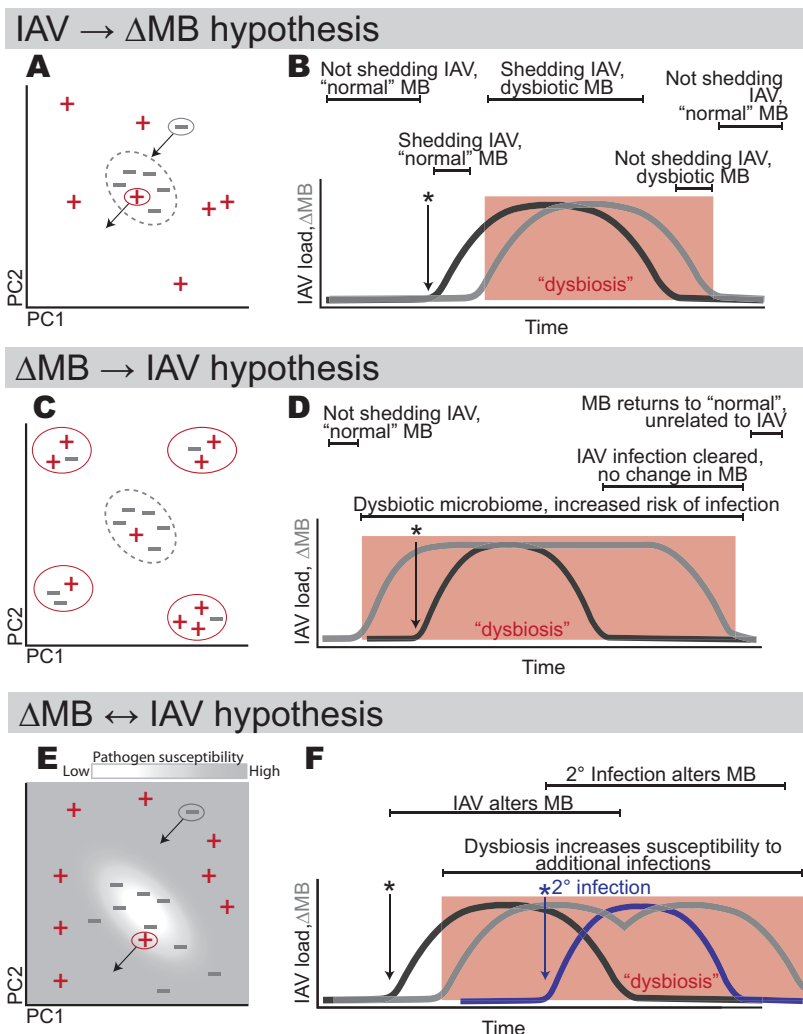 IAV → ΔMB hypothesis
A
PC2
PC1
B
Not shedding IAV,
"normal" MB
Shedding IAV,
dysbiotic MB
Not shedding
IAV,
"normal" MB
Shedding IAV,
"normal" MB
Not shedding IAV,
dysbiotic MB
*
"dysbiosis"
IAV load,ΔMB
Time
ΔMB → IAV hypothesis
C
PC2
PC1
D
Not shedding IAV,
"normal" MB
MB returns to "normal",
unrelated to IAV
IAV infection cleared,
no change in MB
Dysbiotic microbiome, increased risk of infection
*
"dysbiosis"
IAV load, ΔMB
Time
ΔMB ↔ IAV hypothesis
E
Pathogen susceptibility
Low
High
PC2
PC1
F
2° Infection alters MB
IAV alters MB
Dysbiosis increases susceptibility to
additional infections
*
*2° infection
"dysbiosis"
IAV load,ΔMB
Time